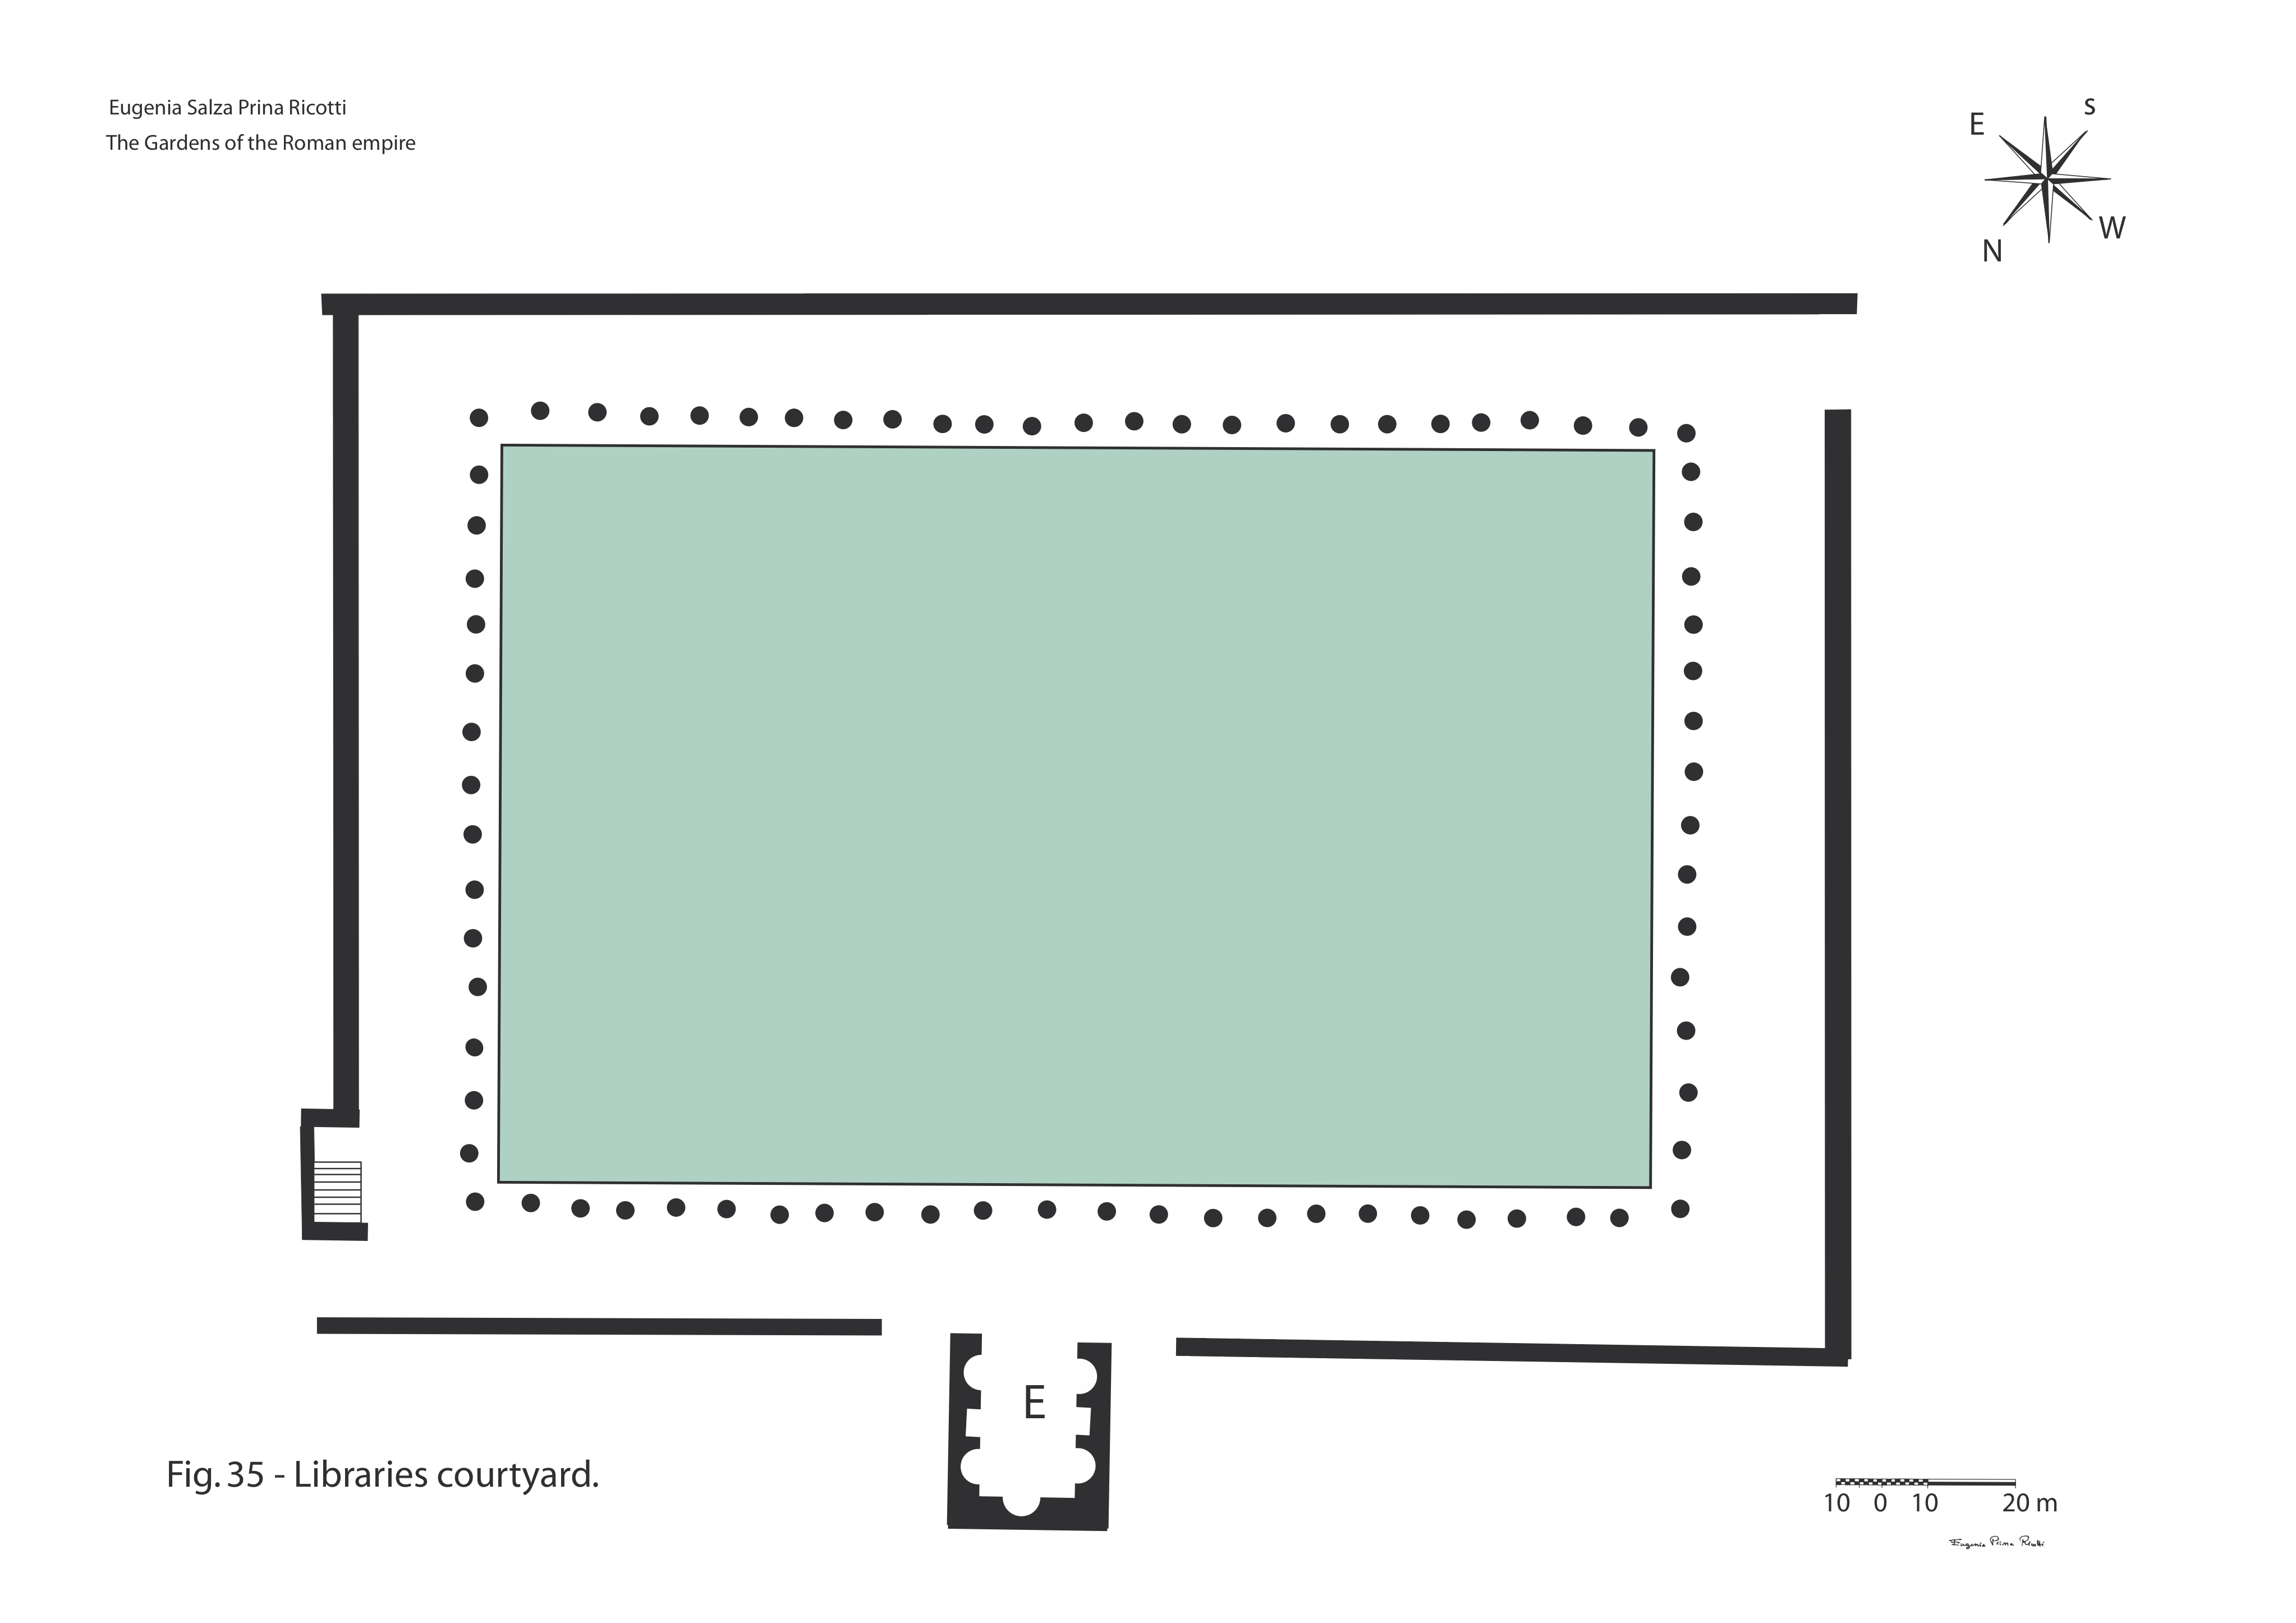 Eugenia Salza Prina Ricotti
The Gardens of the Roman empire
E
S
N
W
E
Fig. 35 - Libraries courtyard.
10 0 10 20 m
Eugenia Prina Ricotti